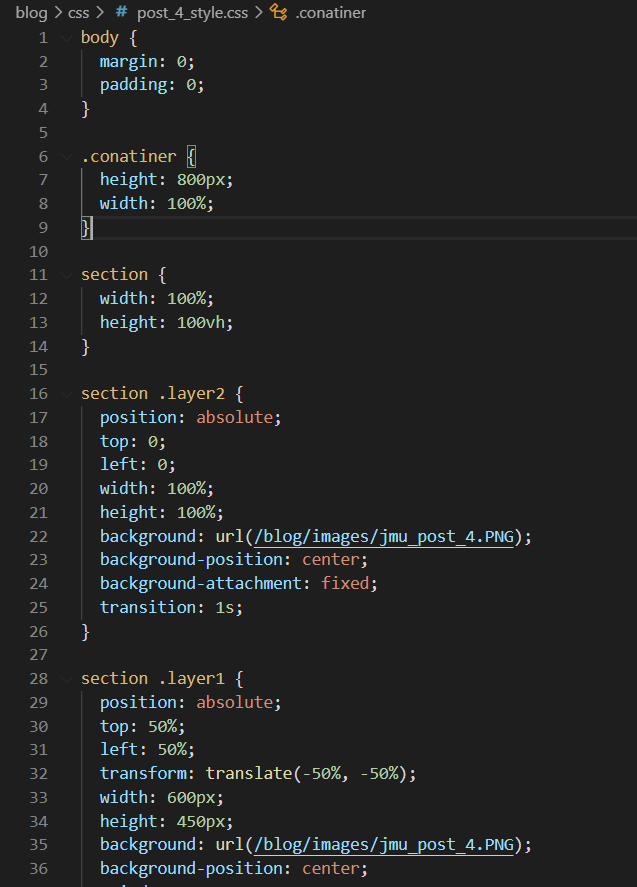 blog > css > # post_4_style.css > .conatiner
1 body {
2 margin: 0;
3 padding: 0;
4 }
5
6 .conatiner {
7 height: 800px;
8 width: 100%;
9 }
10
11 section {
12 width: 100%;
13 height: 100vh;
14 }
15
16 section .layer2 {
17 position: absolute;
18 top: 0;
19 left: 0;
20 width: 100%;
21 height: 100%;
22 background: url(/blog/images/jmu_post_4.PNG);
23 background-position: center;
24 background-attachment: fixed;
25 transition: 1s;
26 }
27
28 section .layer1 {
29 position: absolute;
30 top: 50%;
31 left: 50%;
32 transform: translate(-50%, -50%);
33 width: 600px;
34 height: 450px;
35 background: url(/blog/images/jmu_post_4.PNG);
36 background-position: center;